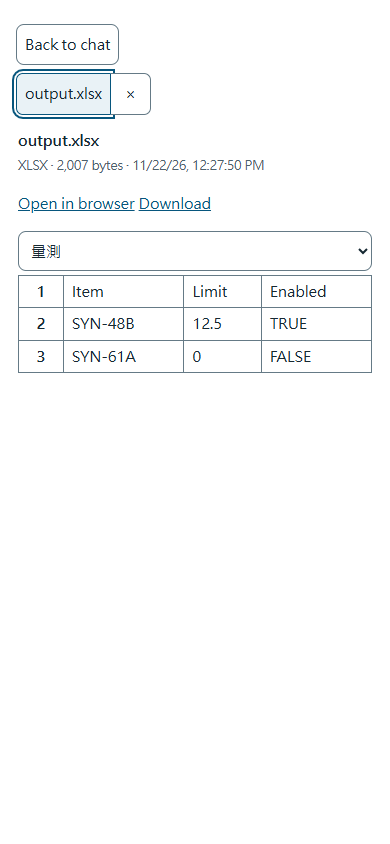 Back to chat
output.xlsx ×
output.xlsx
XLSX · 2,007 bytes · 11/22/26, 12:27:50 PM
Open in browser Download
量測
1 Item Limit Enabled
2 SYN-48B 12.5 TRUE
3 SYN-61A 0 FALSE